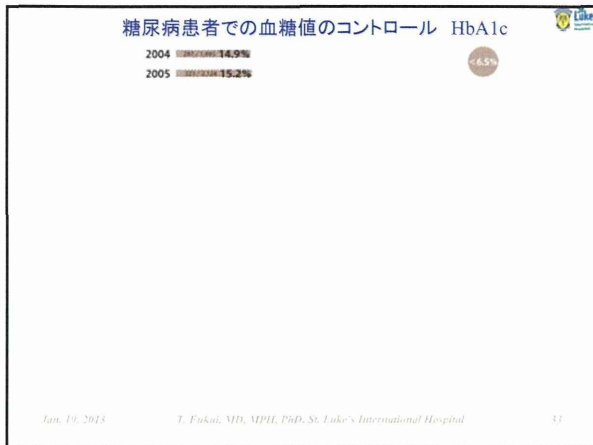 糖尿病患者での血糖値のコントロール HbA1c
Luke's
2004 14.9%
2005 15.2%
<6.5%
Jan. 19, 2013 T. Fukui, MD, MPH, PhD, St. Luke's International Hospital 33